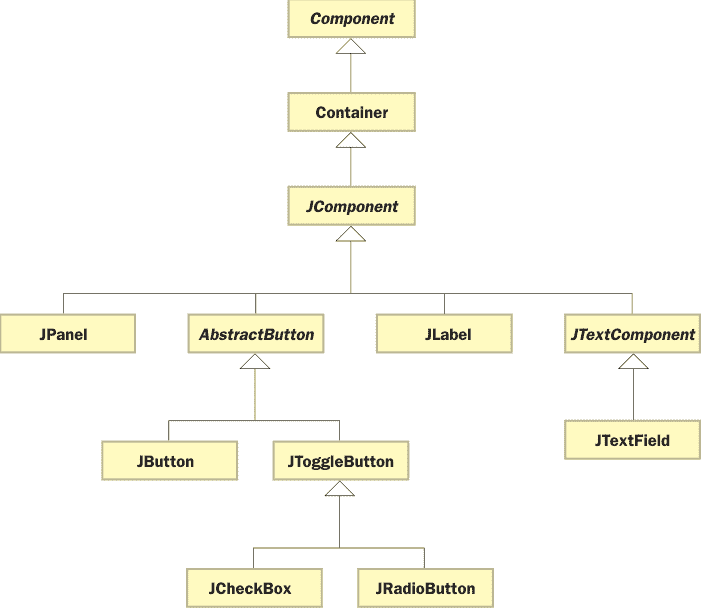 Component
Container
JComponent
JPanel
AbstractButton
JLabel
JTextComponent
JButton
JToggleButton
JTextField
JCheckBox
JRadioButton